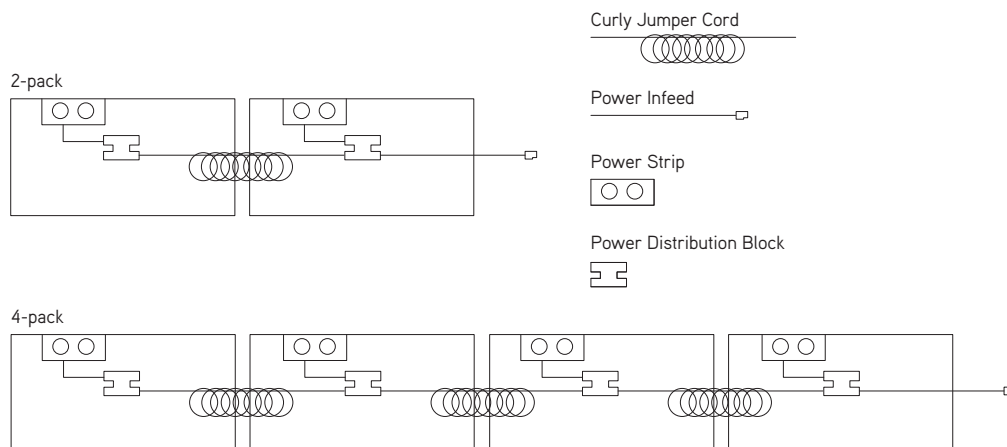 Curly Jumper Cord
2-pack
Power Infeed
Power Strip
Power Distribution Block
4-pack